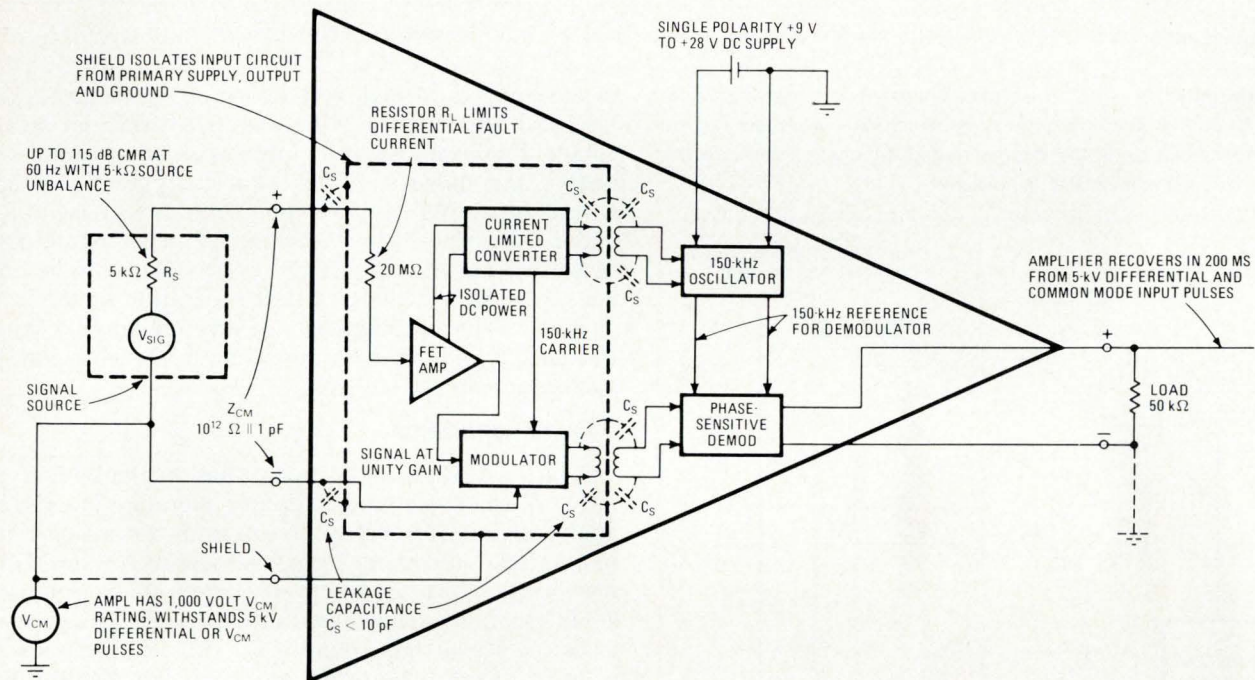 SINGLE POLARITY +9 V
TO +28 V DC SUPPLY
SHIELD ISOLATES INPUT CIRCUIT
FROM PRIMARY SUPPLY, OUTPUT
AND GROUND
RESISTOR R_L LIMITS
DIFFERENTIAL FAULT
CURRENT
UP TO 115 dB CMR AT
60 Hz WITH 5-kΩ SOURCE
UNBALANCE
C_S
C_S
C_S
+
5 kΩ
R_S
20 MΩ
CURRENT
LIMITED
CONVERTER
150-kHz
OSCILLATOR
AMPLIFIER RECOVERS IN 200 MS
FROM 5-kV DIFFERENTIAL AND
COMMON MODE INPUT PULSES
C_S
ISOLATED
DC POWER
150-kHz
CARRIER
150-kHz REFERENCE
FOR DEMODULATOR
V_SIG
FET
AMP
+
SIGNAL
SOURCE
Z_CM
10^12 Ω || 1 pF
C_S
PHASE-
SENSITIVE
DEMOD
LOAD
50 kΩ
–
–
SIGNAL AT
UNITY GAIN
MODULATOR
C_S
C_S
C_S
SHIELD
LEAKAGE
CAPACITANCE
C_S < 10 pF
V_CM
AMPL HAS 1,000 VOLT V_CM
RATING, WITHSTANDS 5 kV
DIFFERENTIAL OR V_CM
PULSES